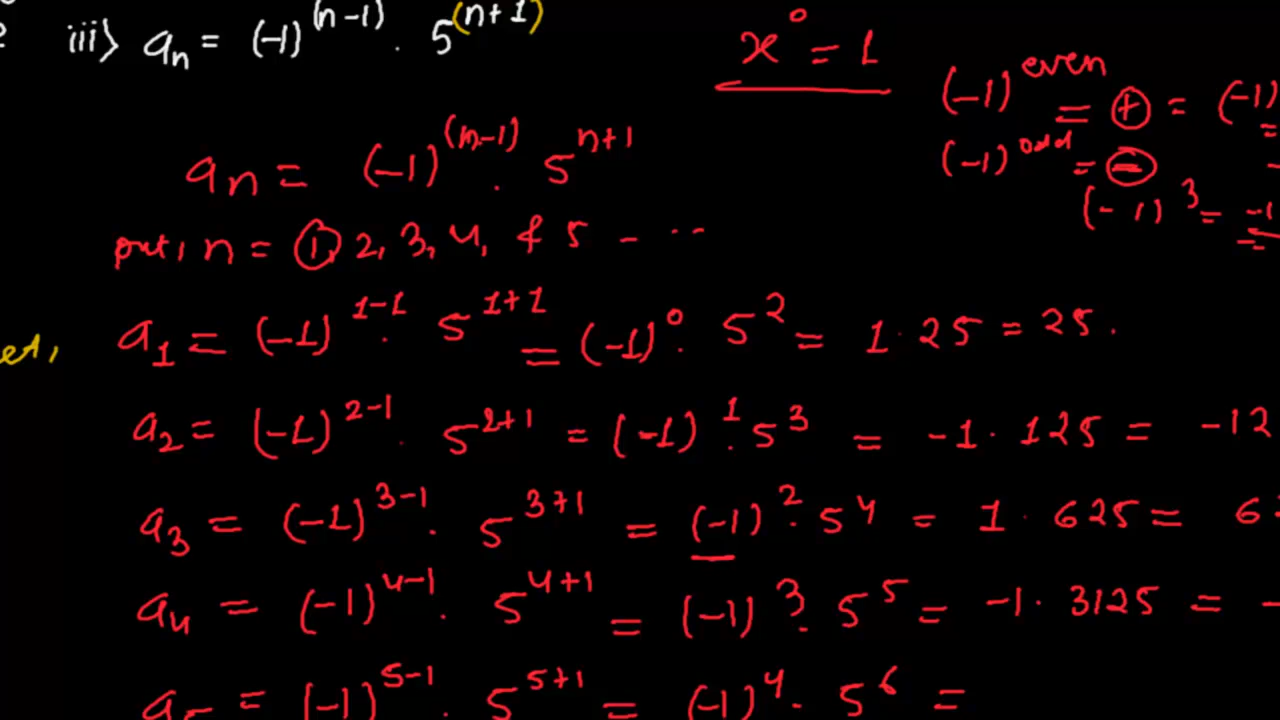 iii) aₙ = (-1)⁽ⁿ⁻¹⁾ . 5⁽ⁿ⁺¹⁾
x⁰ = 1
(-1)^even = (+) = (-1)
(-1)^odd = (-)
(-1)³ = -1
aₙ = (-1)⁽ⁿ⁻¹⁾ . 5ⁿ⁺¹
put, n = 1, 2, 3, 4, & 5 - ...
a₁ = (-1)¹⁻¹ . 5¹⁺¹ = (-1)⁰ . 5² = 1 . 25 = 25 .
a₂ = (-1)²⁻¹ . 5²⁺¹ = (-1)¹ . 5³ = -1 . 125 = -12
a₃ = (-1)³⁻¹ . 5³⁺¹ = (-1)² . 5⁴ = 1 . 625 = 6
a₄ = (-1)⁴⁻¹ . 5⁴⁺¹ = (-1)³ . 5⁵ = -1 . 3125 = -
a₅ = (-1)⁵⁻¹ . 5⁵⁺¹ = (-1)⁴ . 5⁶ =